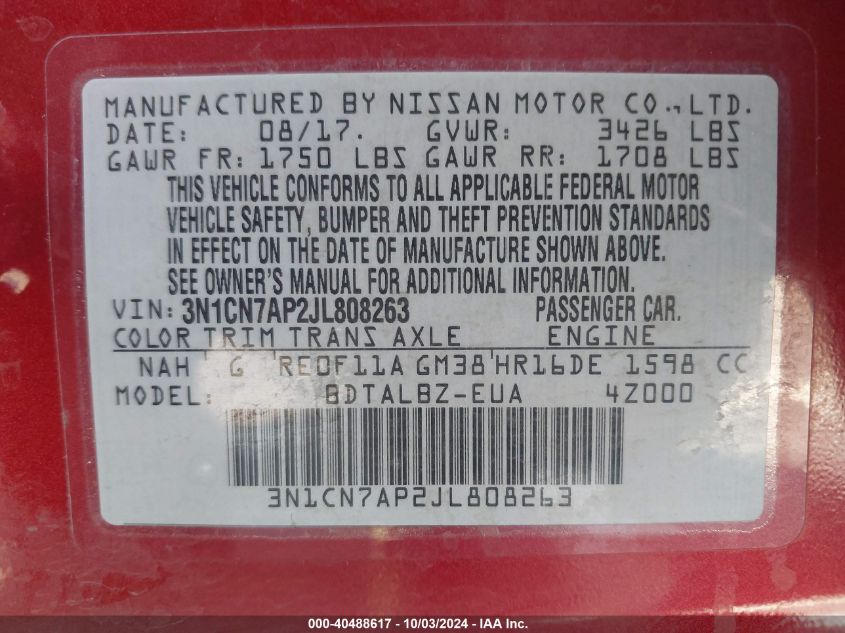 MANUFACTURED BY NISSAN MOTOR CO., LTD.
DATE: 08/17. GVWR: 3426 LBS
GAWR FR: 1750 LBS GAWR RR: 1708 LBS
THIS VEHICLE CONFORMS TO ALL APPLICABLE FEDERAL MOTOR
VEHICLE SAFETY, BUMPER AND THEFT PREVENTION STANDARDS
IN EFFECT ON THE DATE OF MANUFACTURE SHOWN ABOVE.
SEE OWNER'S MANUAL FOR ADDITIONAL INFORMATION.
VIN: 3N1CN7AP2JL808263 PASSENGER CAR.
COLOR TRIM TRANS AXLE ENGINE
NAH G RE0F11A GM38 HR16DE 1598 CC
MODEL: BDTALBZ-EUA 4Z000
3N1CN7AP2JL808263
000-40488617 - 10/03/2024 - IAA Inc.